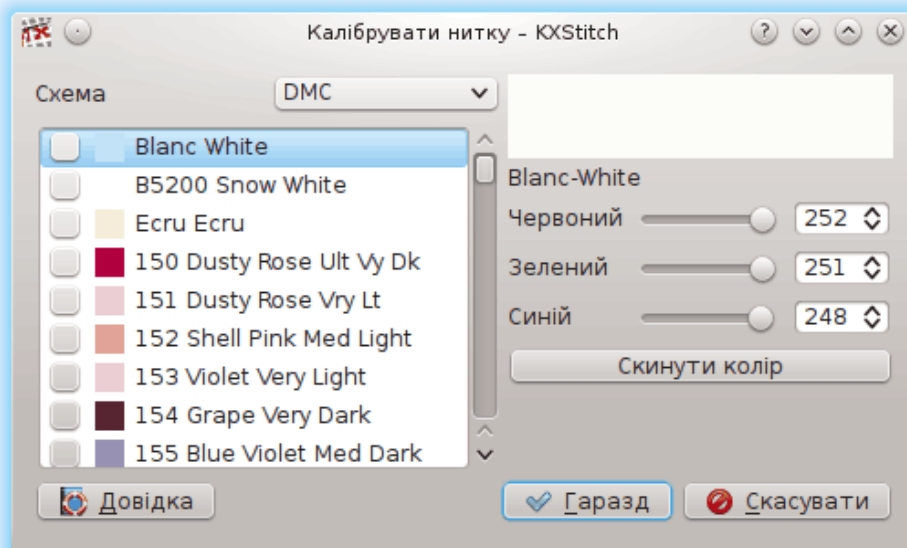 Калібрувати нитку – KXStitch
Схема
DMC
Blanc White
B5200 Snow White
Ecru Ecru
150 Dusty Rose Ult Vy Dk
151 Dusty Rose Vry Lt
152 Shell Pink Med Light
153 Violet Very Light
154 Grape Very Dark
155 Blue Violet Med Dark
Blanc-White
Червоний 252
Зелений 251
Синій 248
Скинути колір
Довідка
Гаразд
Скасувати